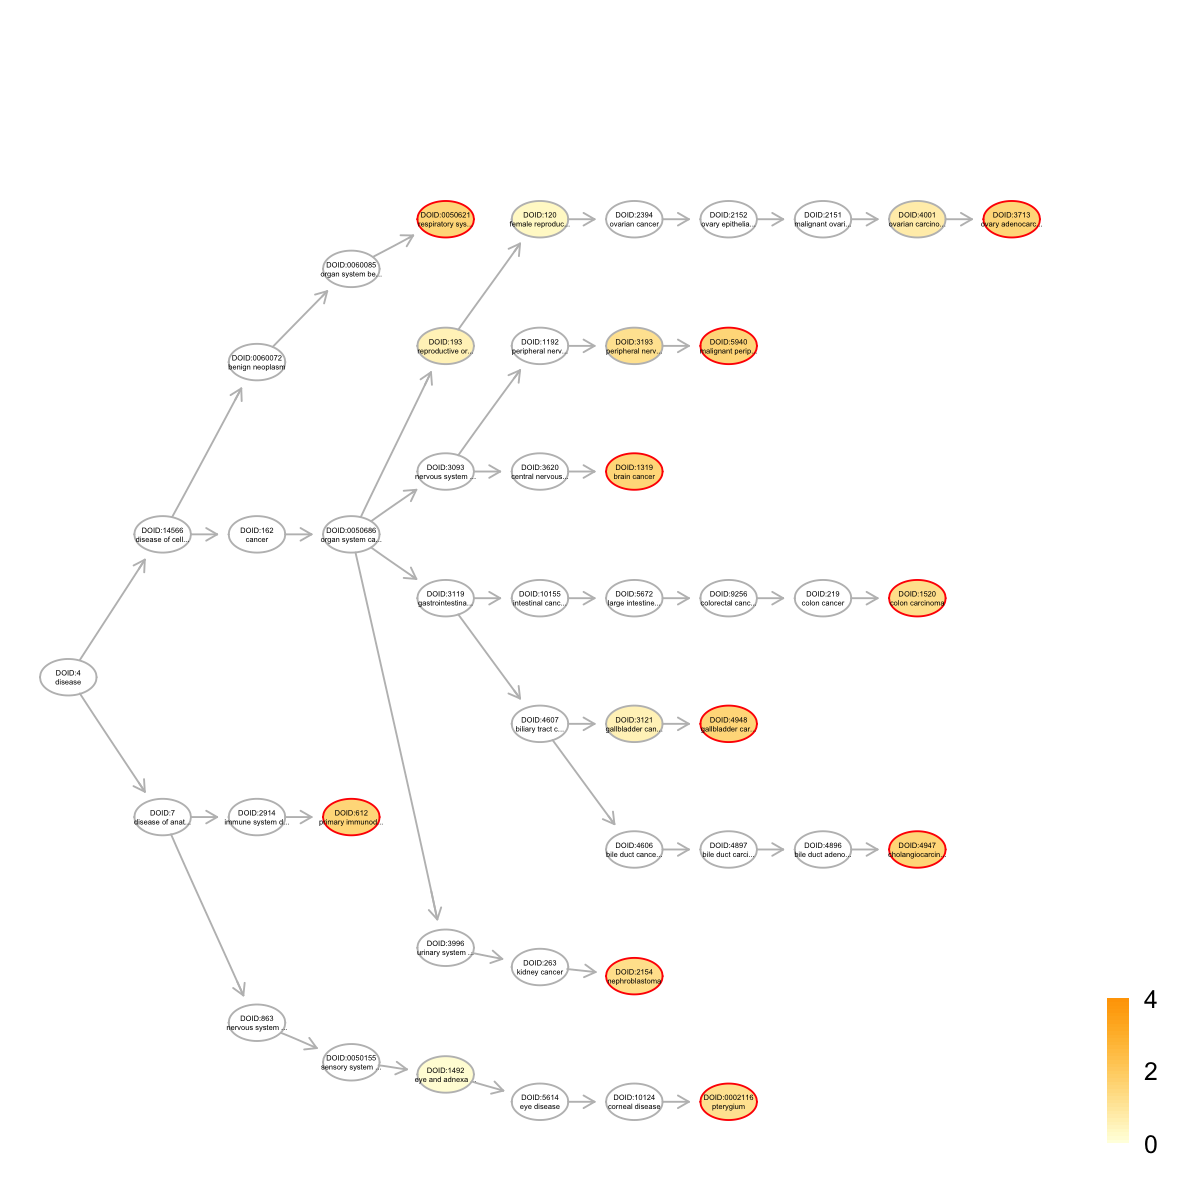 DOID:0050621
respiratory sys...
DOID:120
female reproduc...
DOID:2394
ovarian cancer
DOID:2152
ovary epithelia...
DOID:2151
malignant ovari...
DOID:4001
ovarian carcino...
DOID:3713
ovary adenocarc...
DOID:0060085
organ system be...
DOID:0060072
benign neoplasm
DOID:193
reproductive or...
DOID:1192
peripheral nerv...
DOID:3193
peripheral nerv...
DOID:5940
malignant perip...
DOID:3093
nervous system ...
DOID:3620
central nervous...
DOID:1319
brain cancer
DOID:14566
disease of cell...
DOID:162
cancer
DOID:0050686
organ system ca...
DOID:3119
gastrointestina...
DOID:10155
intestinal canc...
DOID:5672
large intestine...
DOID:9256
colorectal canc...
DOID:219
colon cancer
DOID:1520
colon carcinoma
DOID:4
disease
DOID:4607
biliary tract c...
DOID:3121
gallbladder can...
DOID:4948
gallbladder car...
DOID:7
disease of anat...
DOID:2914
immune system d...
DOID:612
primary immunod...
DOID:4606
bile duct cance...
DOID:4897
bile duct carci...
DOID:4896
bile duct adeno...
DOID:4947
cholangiocarcin...
DOID:3996
urinary system ...
DOID:263
kidney cancer
DOID:2154
nephroblastoma
DOID:863
nervous system ...
DOID:0050155
sensory system ...
DOID:1492
eye and adnexa ...
DOID:5614
eye disease
DOID:10124
corneal disease
DOID:0002116
pterygium
4
2
0